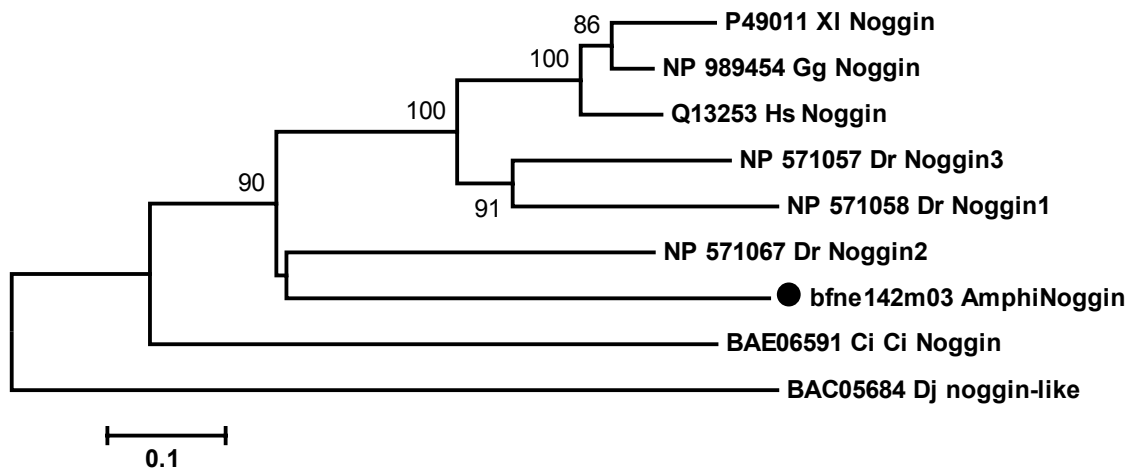 P49011 Xl Noggin
86
NP 989454 Gg Noggin
100
Q13253 Hs Noggin
100
NP 571057 Dr Noggin3
90
NP 571058 Dr Noggin1
91
NP 571067 Dr Noggin2
bfne142m03 AmphiNoggin
BAE06591 Ci Ci Noggin
BAC05684 Dj noggin-like
0.1